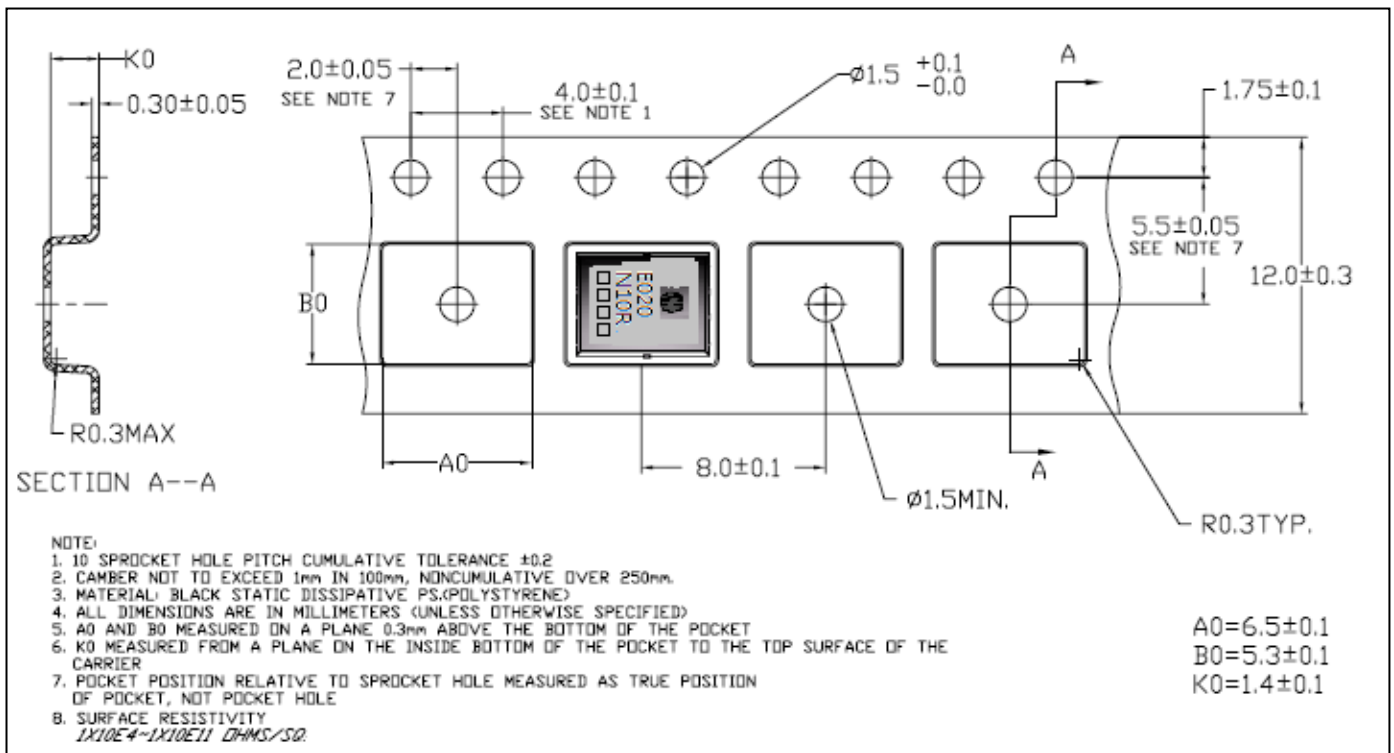 K0
0.30±0.05
2.0±0.05
SEE NOTE 7
4.0±0.1
SEE NOTE 1
Ø1.5 +0.1
-0.0
A
1.75±0.1
5.5±0.05
SEE NOTE 7
12.0±0.3
B0
E020
N10R
R0.3MAX
SECTION A--A
A0
8.0±0.1
Ø1.5MIN.
A
R0.3TYP.
NOTE:
1. 10 SPROCKET HOLE PITCH CUMULATIVE TOLERANCE ±0.2
2. CAMBER NOT TO EXCEED 1mm IN 100mm, NONCUMULATIVE OVER 250mm.
3. MATERIAL: BLACK STATIC DISSIPATIVE PS.(POLYSTYRENE)
4. ALL DIMENSIONS ARE IN MILLIMETERS (UNLESS OTHERWISE SPECIFIED)
5. A0 AND B0 MEASURED ON A PLANE 0.3mm ABOVE THE BOTTOM OF THE POCKET
6. K0 MEASURED FROM A PLANE ON THE INSIDE BOTTOM OF THE POCKET TO THE TOP SURFACE OF THE
CARRIER
7. POCKET POSITION RELATIVE TO SPROCKET HOLE MEASURED AS TRUE POSITION
OF POCKET, NOT POCKET HOLE
8. SURFACE RESISTIVITY
1X10E4~1X10E11 OHMS/SQ.
A0=6.5±0.1
B0=5.3±0.1
K0=1.4±0.1